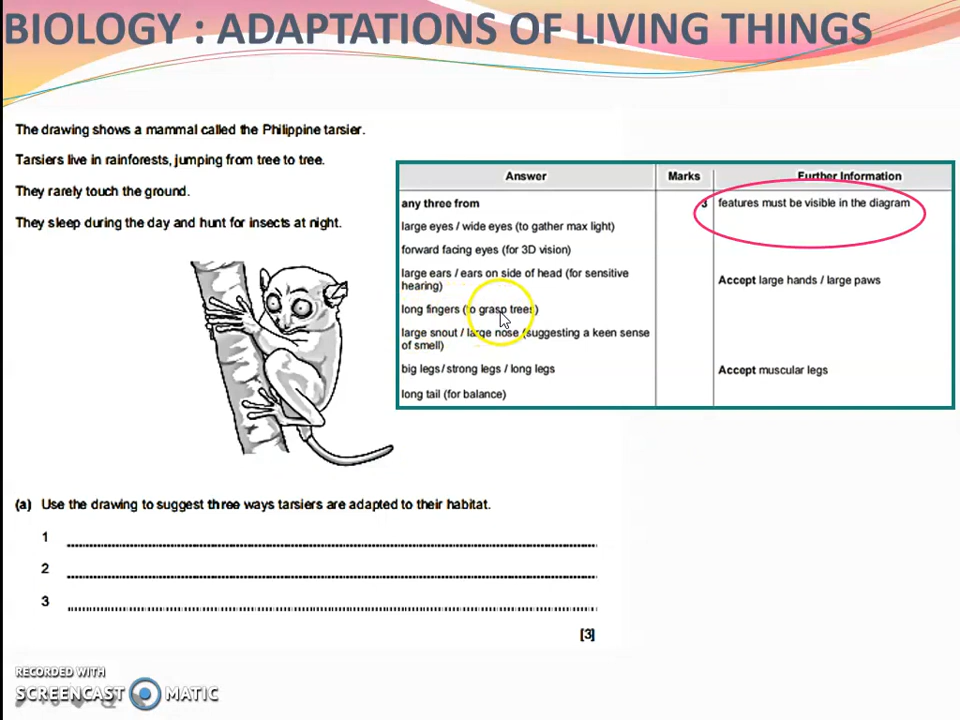 BIOLOGY : ADAPTATIONS OF LIVING THINGS
The drawing shows a mammal called the Philippine tarsier.
Tarsiers live in rainforests, jumping from tree to tree.
They rarely touch the ground.
They sleep during the day and hunt for insects at night.
Answer Marks Further Information
any three from 3 features must be visible in the diagram
large eyes / wide eyes (to gather max light)
forward facing eyes (for 3D vision)
large ears / ears on side of head (for sensitive
hearing)
Accept large hands / large paws
long fingers (to grasp trees)
large snout / large nose (suggesting a keen sense
of smell)
big legs / strong legs / long legs Accept muscular legs
long tail (for balance)
(a) Use the drawing to suggest three ways tarsiers are adapted to their habitat.
1
2
3
[3]
RECORDED WITH
SCREENCAST MATIC